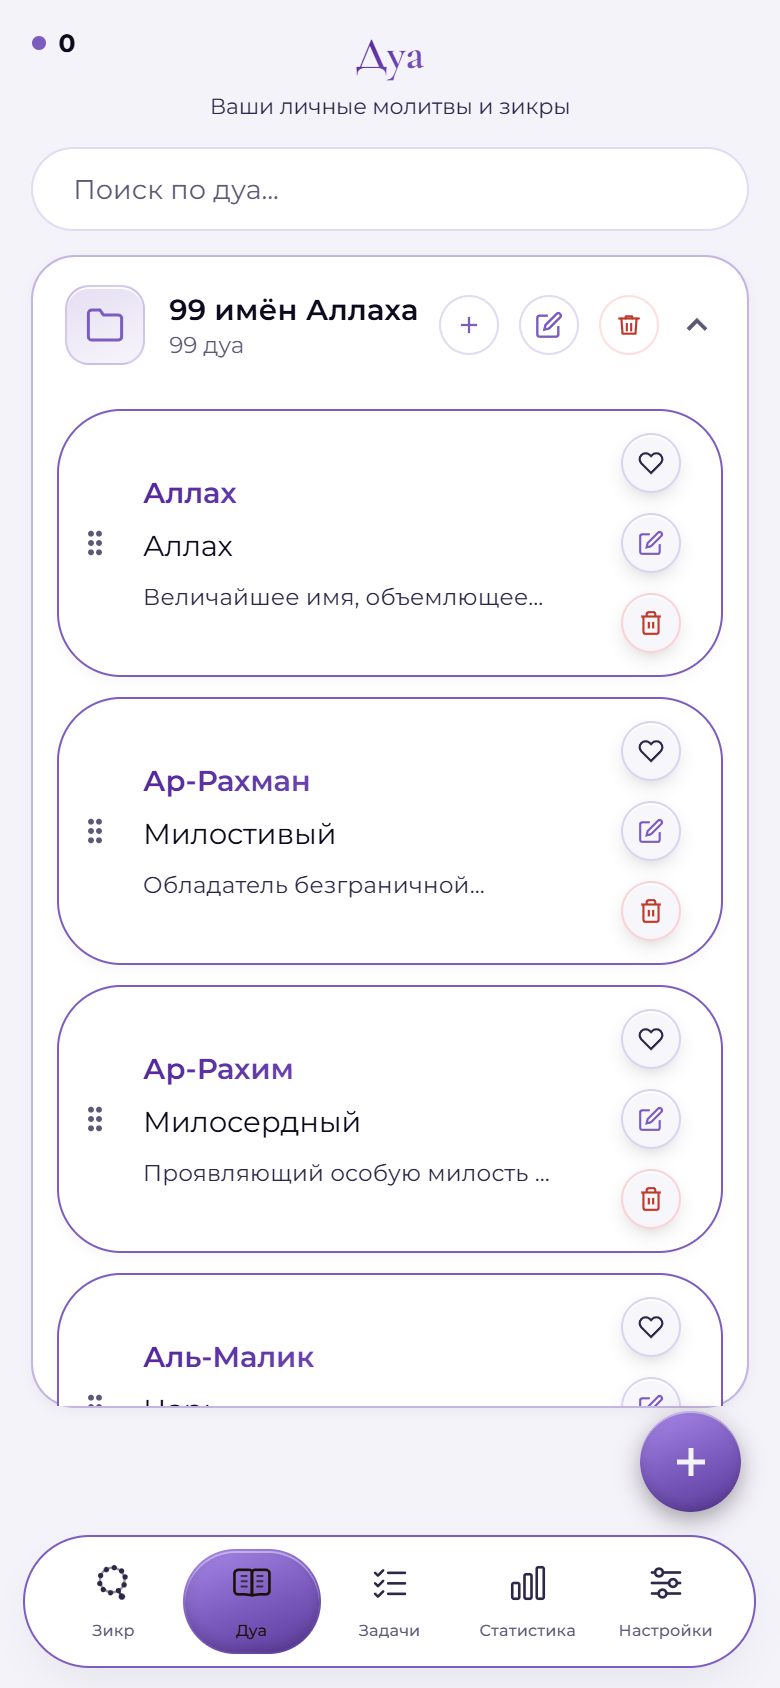 0
Дуа
Ваши личные молитвы и зикры
Поиск по дуа...
99 имён Аллаха
99 дуа
Аллах
Аллах
Величайшее имя, объемлющее...
Ар-Рахман
Милостивый
Обладатель безграничной...
Ар-Рахим
Милосердный
Проявляющий особую милость ...
Аль-Малик
Зикр
Дуа
Задачи
Статистика
Настройки